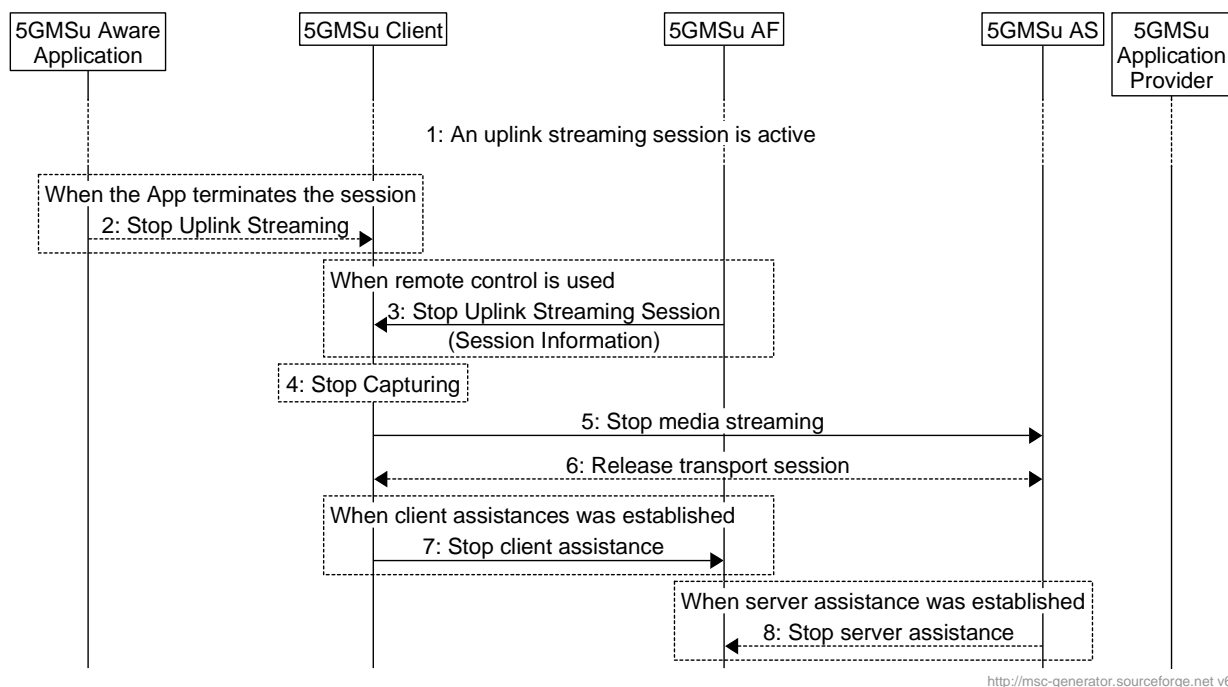 5GMSu Aware
Application
5GMSu Client
5GMSu AF
5GMSu AS
5GMSu
Application
Provider
1: An uplink streaming session is active
When the App terminates the session
2: Stop Uplink Streaming
When remote control is used
3: Stop Uplink Streaming Session
(Session Information)
4: Stop Capturing
5: Stop media streaming
6: Release transport session
When client assistances was established
7: Stop client assistance
When server assistance was established
8: Stop server assistance
http://msc-generator.sourceforge.net v6